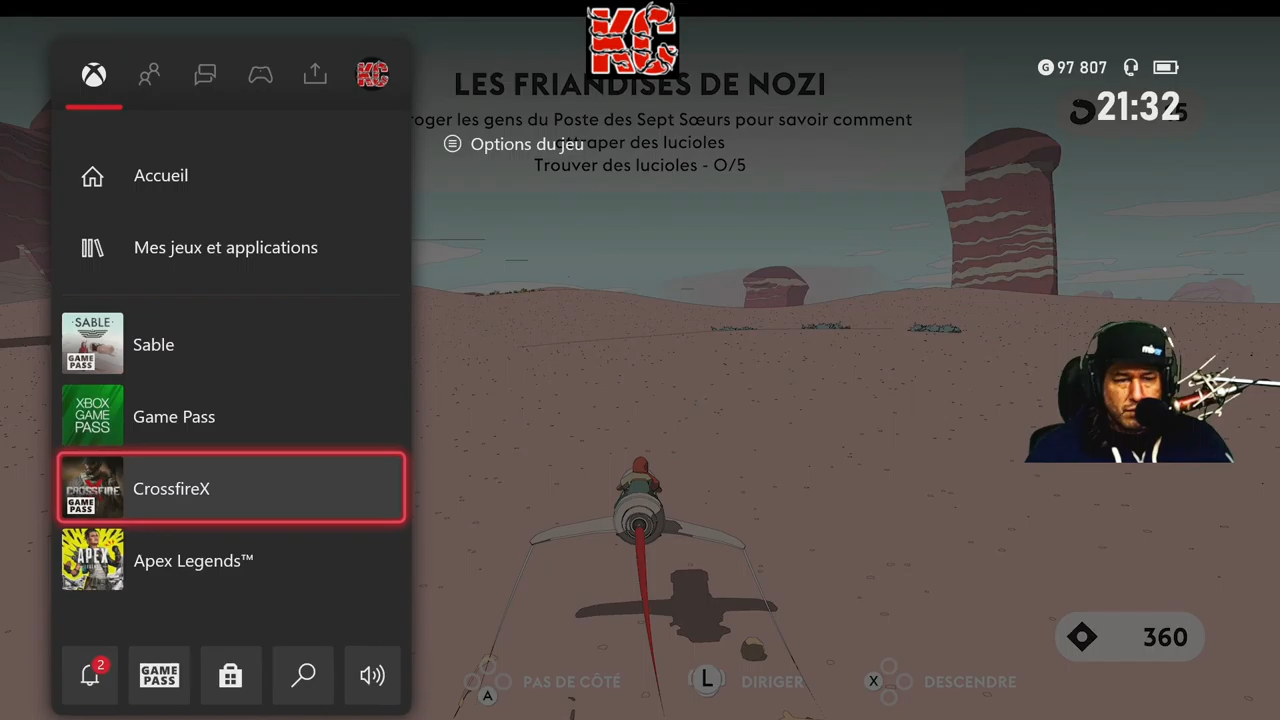 KC
KC
G 97 807
21:32
LES FRIANDISES DE NOZI
roger les gens du Poste des Sept Sœurs pour savoir comment
attraper des lucioles
Trouver des lucioles - 0/5
Options du jeu
Accueil
Mes jeux et applications
SABLE
GAME
PASS
Sable
XBOX
GAME
PASS
Game Pass
CROSSFIRE
GAME
PASS
CrossfireX
APEX
Apex Legends™
2
GAME
PASS
A
PAS DE CÔTÉ
L
DIRIGER
X
DESCENDRE
360